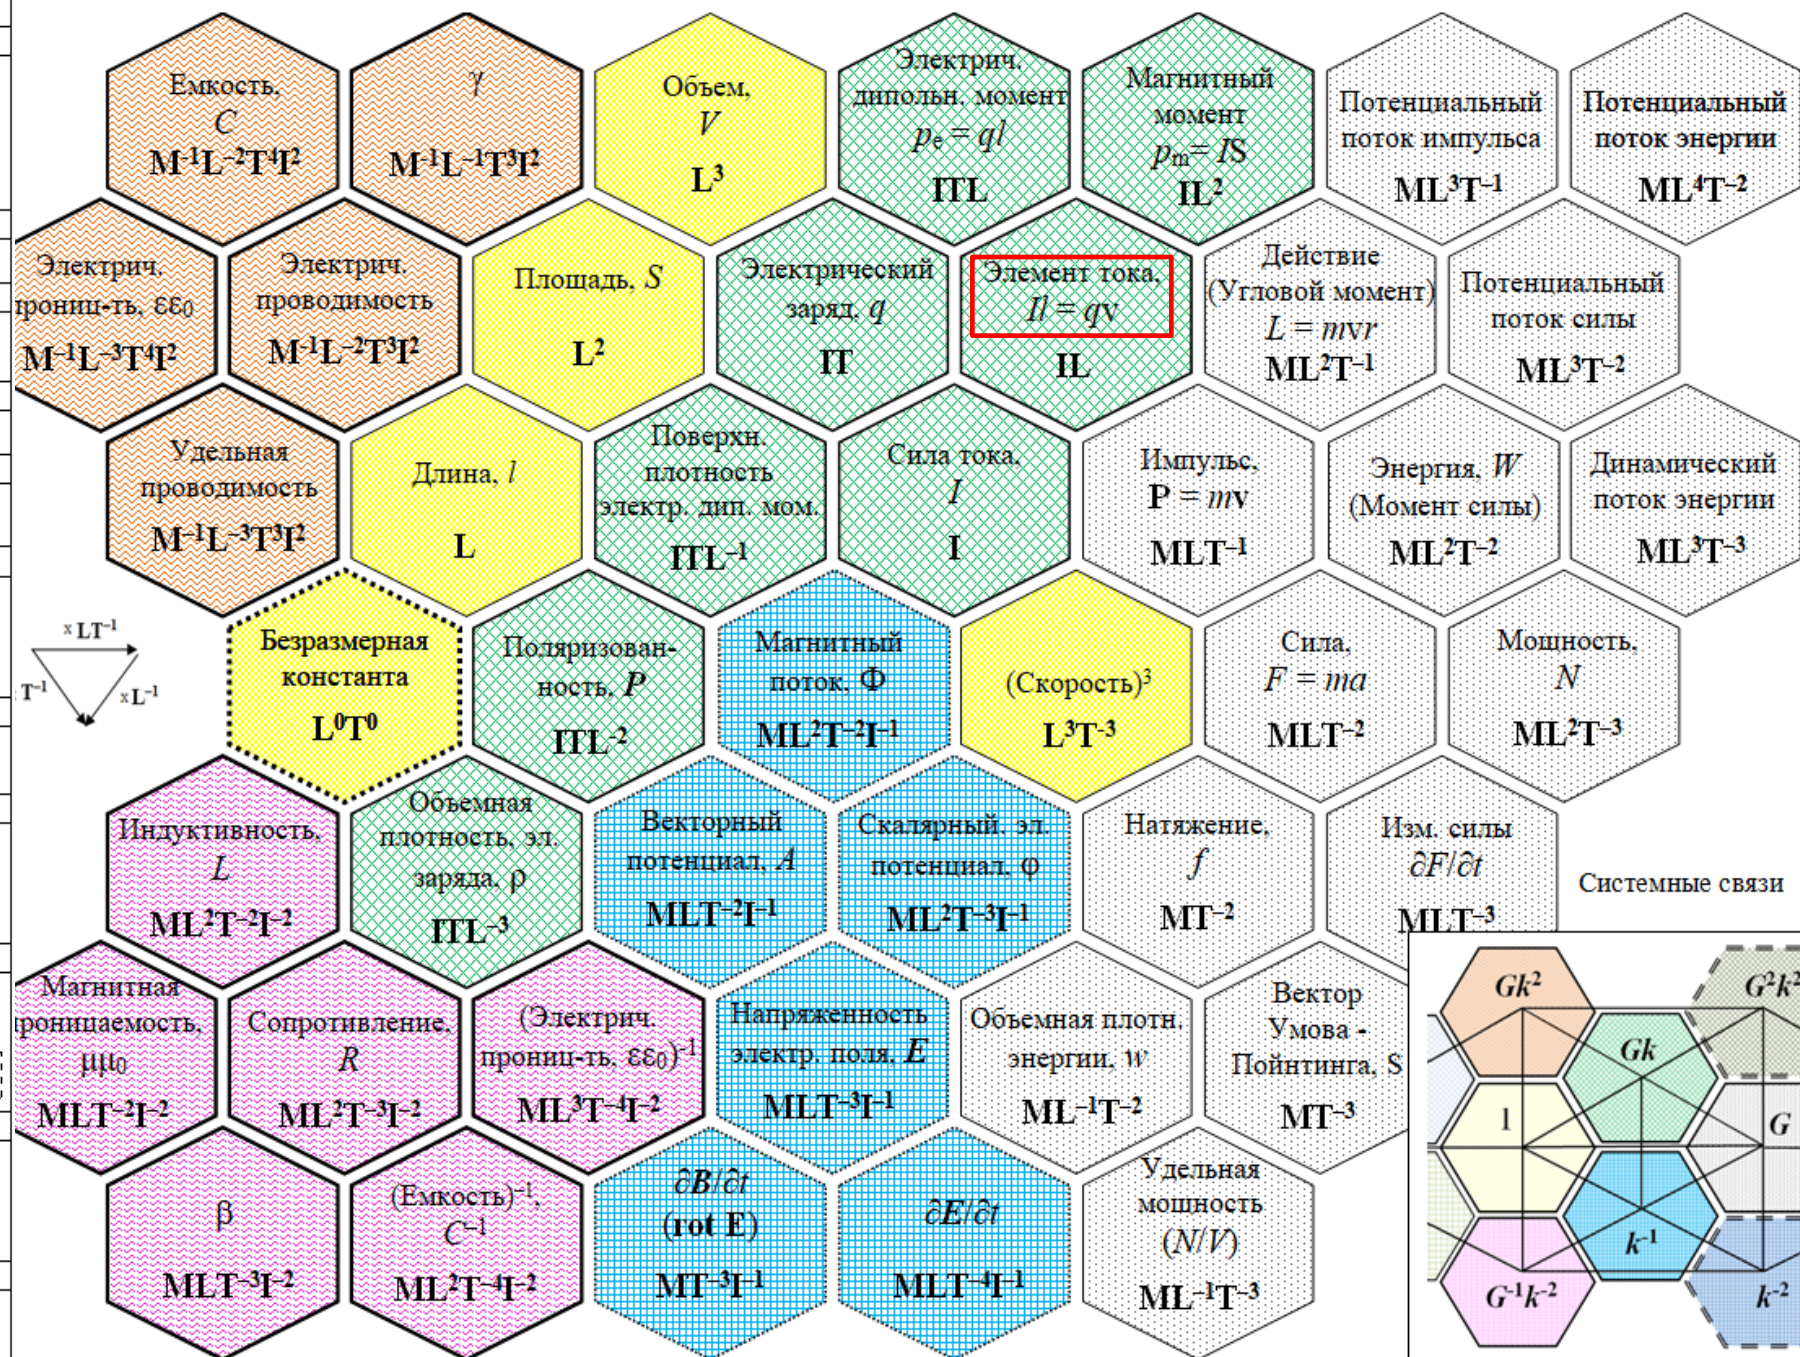 Емкость,
C
M⁻¹L⁻²T⁴I²
γ
M⁻¹L⁻¹T³I²
Объем,
V
L³
Электрич.
дипольн. момент
pₑ = ql
ITL
Магнитный
момент
pₘ= IS
IL²
Потенциальный
поток импульса
ML³T⁻¹
Потенциальный
поток энергии
ML⁴T⁻²
Электрич.
прониц-ть, εε₀
M⁻¹L⁻³T⁴I²
Электрич.
проводимость
M⁻¹L⁻²T³I²
Площадь, S
L²
Электрический
заряд, q
IT
Элемент тока,
Il = qv
IL
Действие
(Угловой момент)
L = mvr
ML²T⁻¹
Потенциальный
поток силы
ML³T⁻²
Удельная
проводимость
M⁻¹L⁻³T³I²
Длина, l
L
Поверхн.
плотность
электр. дип. мом.
ITL⁻¹
Сила тока,
I
I
Импульс,
P = mv
MLT⁻¹
Энергия, W
(Момент силы)
ML²T⁻²
Динамический
поток энергии
ML³T⁻³
x LT⁻¹
T⁻¹
x L⁻¹
Безразмерная
константа
L⁰T⁰
Поляризован-
ность, P
ITL⁻²
Магнитный
поток, Φ
ML²T⁻²I⁻¹
(Скорость)³
L³T⁻³
Сила,
F = ma
MLT⁻²
Мощность,
N
ML²T⁻³
Индуктивность,
L
ML²T⁻²I⁻²
Объемная
плотность, эл.
заряда, ρ
ITL⁻³
Векторный
потенциал, A
MLT⁻²I⁻¹
Скалярный. эл.
потенциал, φ
ML²T⁻³I⁻¹
Натяжение,
f
MT⁻²
Изм. силы
∂F/∂t
MLT⁻³
Системные связи
Магнитная
проницаемость,
μμ₀
MLT⁻²I⁻²
Сопротивление,
R
ML²T⁻³I⁻²
(Электрич.
прониц-ть, εε₀)⁻¹
ML³T⁻⁴I⁻²
Напряженность
электр. поля, E
MLT⁻³I⁻¹
Объемная плотн.
энергии, w
ML⁻¹T⁻²
Вектор
Умова -
Пойнтинга, S
MT⁻³
β
MLT⁻³I⁻²
(Емкость)⁻¹,
C⁻¹
ML²T⁻⁴I⁻²
∂B/∂t
(rot E)
MT⁻³I⁻¹
∂E/∂t
MLT⁻⁴I⁻¹
Удельная
мощность
(N/V)
ML⁻¹T⁻³
Gk²
G²k²
Gk
1
G
k⁻¹
G⁻¹k⁻²
k⁻²